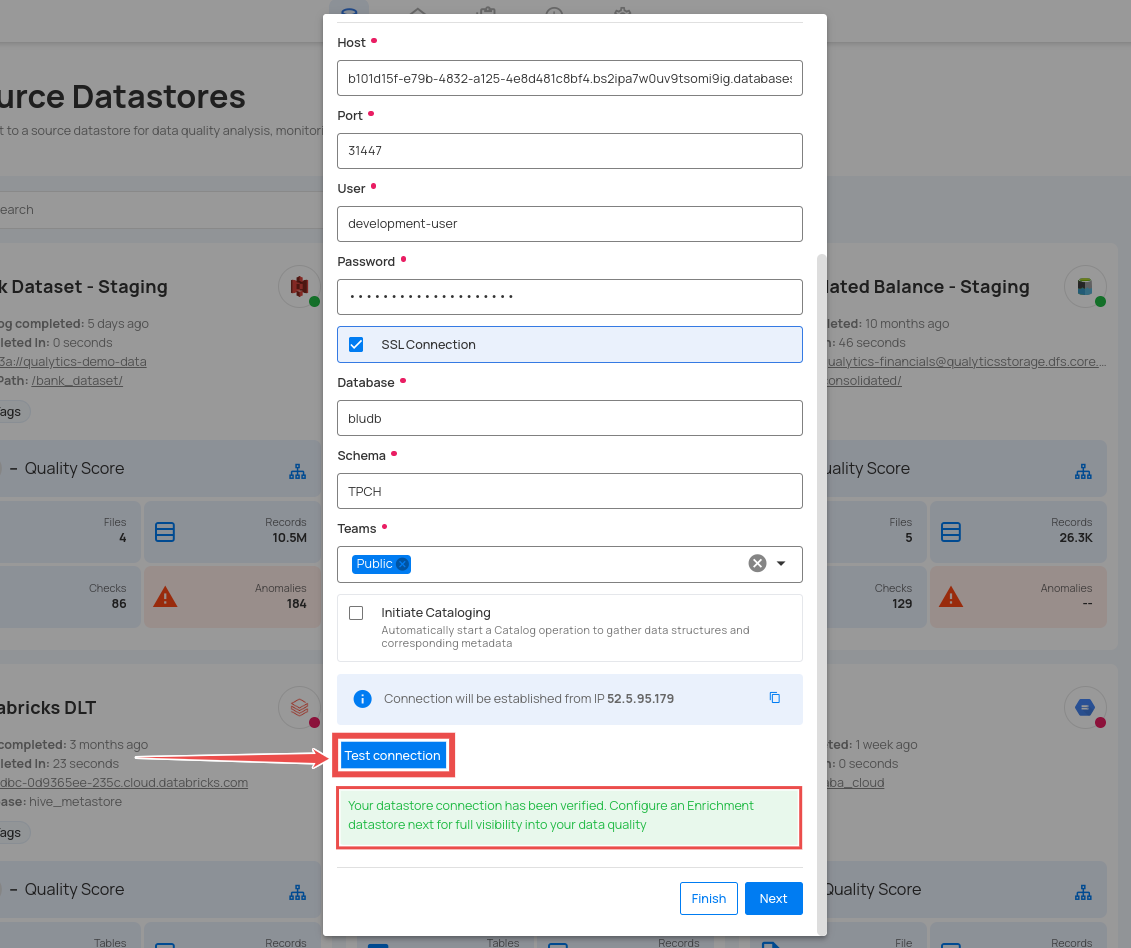 Host
b101d15f-e79b-4832-a125-4e8d481c8bf4.bs2ipa7w0uv9tsomi9ig.databases
Port
31447
User
development-user
Password
SSL Connection
Database
bludb
Schema
TPCH
Teams
Public
Initiate Cataloging
Automatically start a Catalog operation to gather data structures and
corresponding metadata
Connection will be established from IP 52.5.95.179
Test connection
Your datastore connection has been verified. Configure an Enrichment
datastore next for full visibility into your data quality
Finish
Next
urce Datastores
t to a source datastore for data quality analysis, monitori
earch
k Dataset - Staging
og completed: 5 days ago
leted In: 0 seconds
3a://qualytics-demo-data
Path: /bank_dataset/
ags
– Quality Score
Files
4
Records
10.5M
Checks
86
Anomalies
184
abricks DLT
completed: 3 months ago
leted In: 23 seconds
dbc-0d9365ee-235c.cloud.databricks.com
ase: hive_metastore
ags
– Quality Score
Tables
Records
Tables
Records
lated Balance - Staging
leted: 10 months ago
n: 46 seconds
ualytics-financials@qualyticsstorage.dfs.core....
onsolidated/
uality Score
Files
5
Records
26.3K
Checks
129
Anomalies
--
ted: 1 week ago
n: 0 seconds
aba_cloud
Quality Score
File
Records